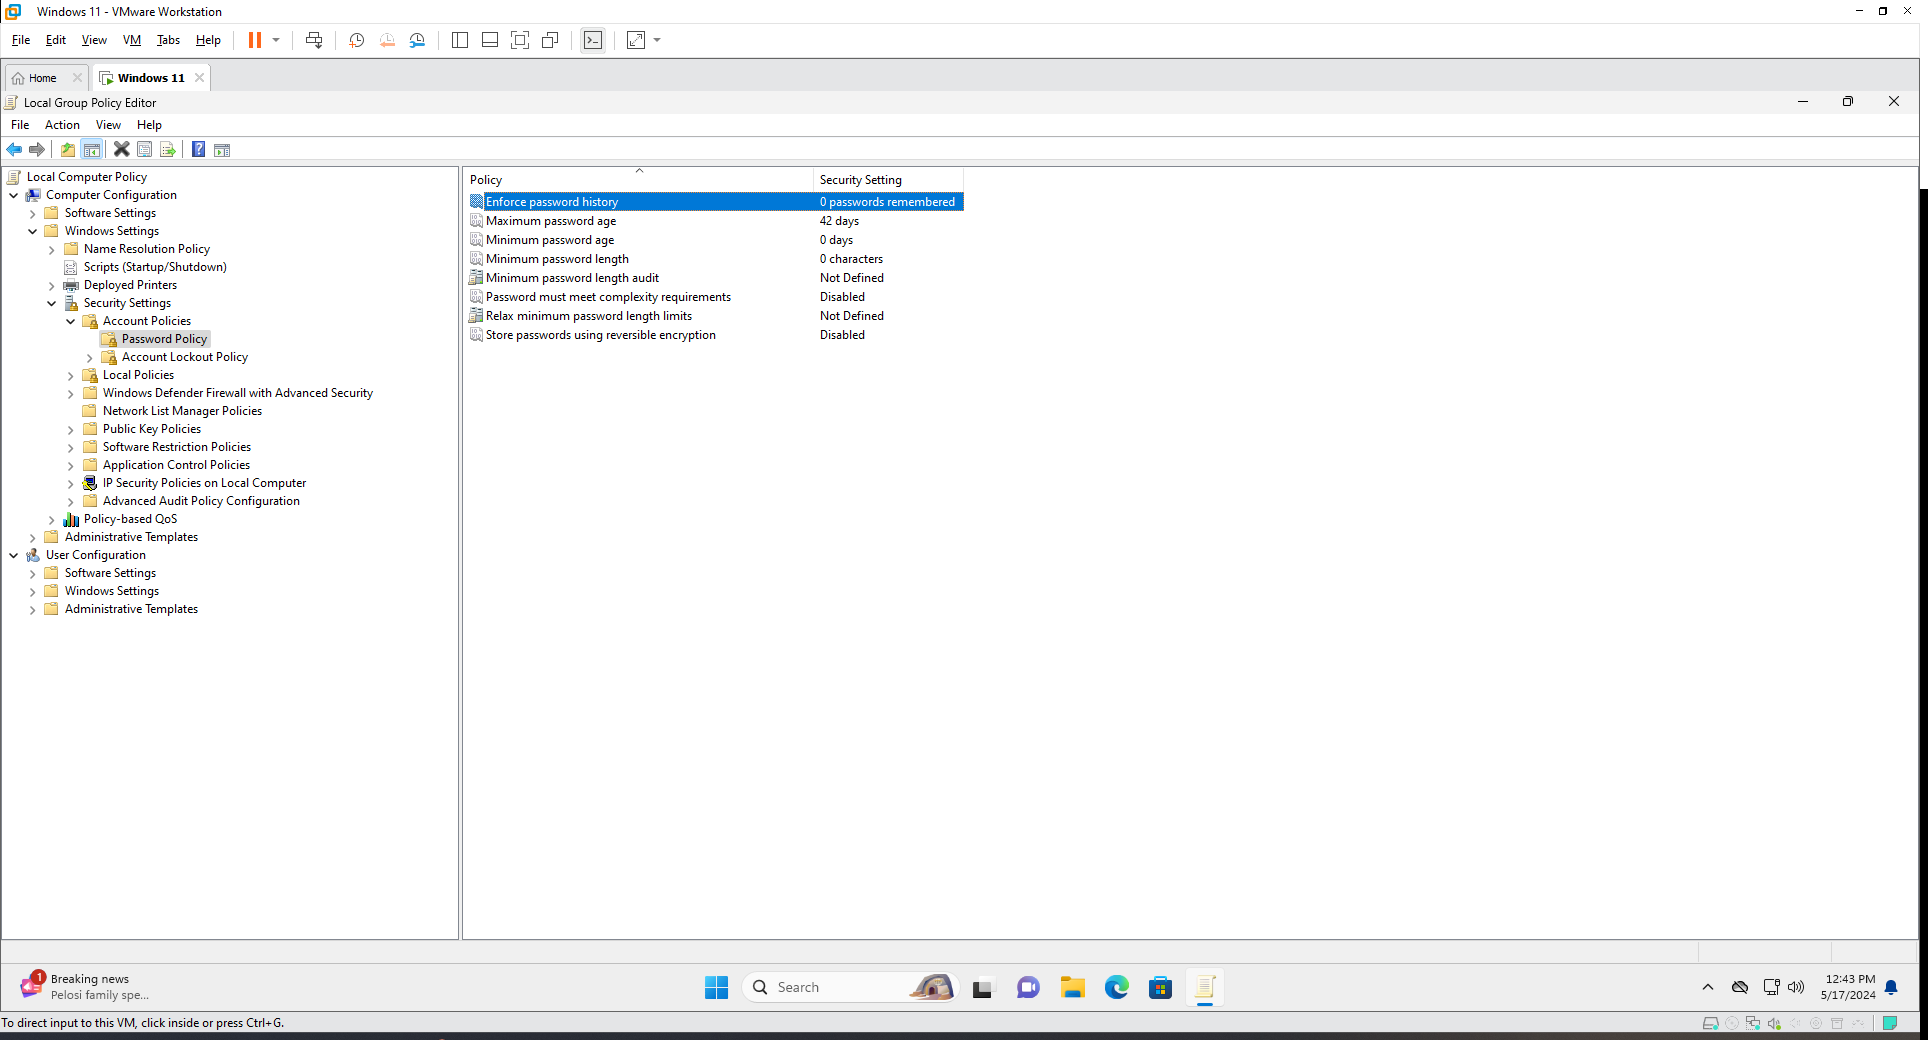 Windows 11 - VMware Workstation
File Edit View VM Tabs Help
Home
Windows 11
Local Group Policy Editor
File Action View Help
Local Computer Policy
Computer Configuration
Software Settings
Windows Settings
Name Resolution Policy
Scripts (Startup/Shutdown)
Deployed Printers
Security Settings
Account Policies
Password Policy
Account Lockout Policy
Local Policies
Windows Defender Firewall with Advanced Security
Network List Manager Policies
Public Key Policies
Software Restriction Policies
Application Control Policies
IP Security Policies on Local Computer
Advanced Audit Policy Configuration
Policy-based QoS
Administrative Templates
User Configuration
Software Settings
Windows Settings
Administrative Templates
Policy Security Setting
Enforce password history 0 passwords remembered
Maximum password age 42 days
Minimum password age 0 days
Minimum password length 0 characters
Minimum password length audit Not Defined
Password must meet complexity requirements Disabled
Relax minimum password length limits Not Defined
Store passwords using reversible encryption Disabled
1
Breaking news
Pelosi family spe...
Search
12:43 PM
5/17/2024
To direct input to this VM, click inside or press Ctrl+G.